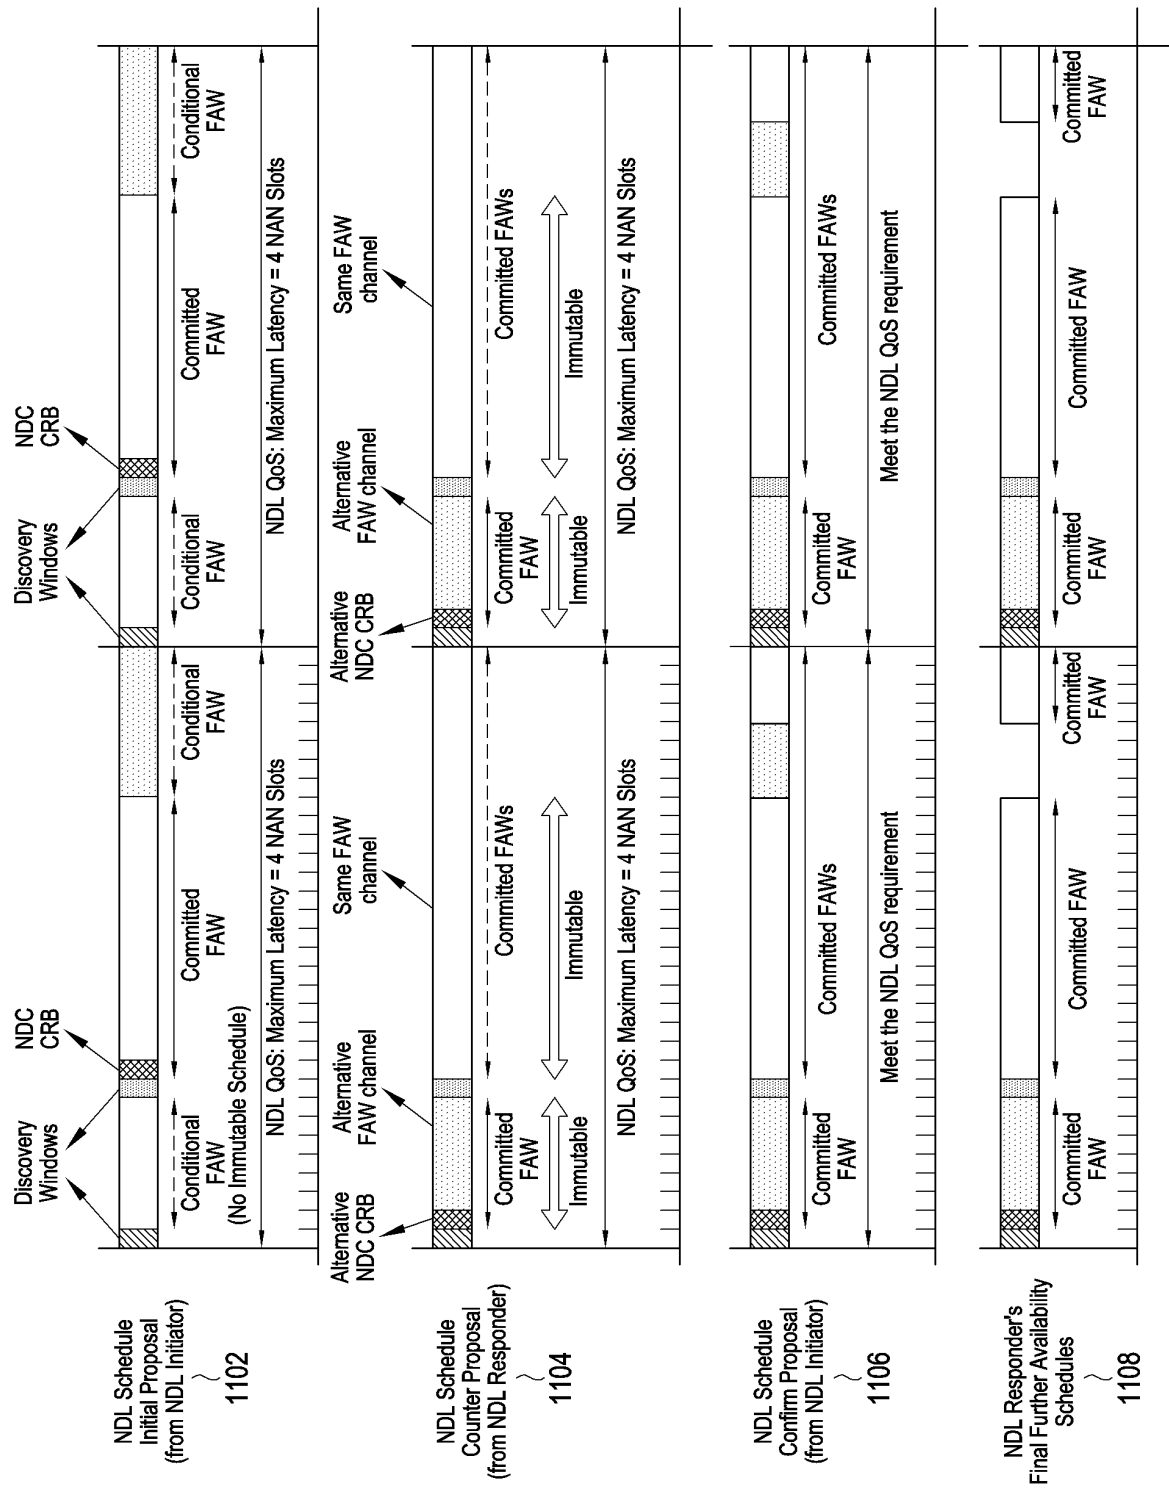 NDL Schedule
Initial Proposal
(from NDL Initiator)
1102
Discovery
Windows
NDC
CRB
Discovery
Windows
NDC
CRB
Conditional
FAW
(No Immutable Schedule)
Committed
FAW
Conditional
FAW
Conditional
FAW
Committed
FAW
Conditional
FAW
NDL QoS: Maximum Latency = 4 NAN Slots
NDL QoS: Maximum Latency = 4 NAN Slots
NDL Schedule
Counter Proposal
(from NDL Responder)
1104
Alternative
NDC CRB
Alternative
FAW channel
Same FAW
channel
Alternative
NDC CRB
Alternative
FAW channel
Same FAW
channel
Committed
FAW
Committed FAWs
Committed
FAW
Committed FAWs
Immutable
Immutable
Immutable
Immutable
NDL QoS: Maximum Latency = 4 NAN Slots
NDL QoS: Maximum Latency = 4 NAN Slots
NDL Schedule
Confirm Proposal
(from NDL Initiator)
1106
Committed
FAW
Committed FAWs
Committed
FAW
Committed FAWs
Meet the NDL QoS requirement
Meet the NDL QoS requirement
NDL Responder's
Final Further Availability
Schedules
1108
Committed
FAW
Committed FAW
Committed
FAW
Committed
FAW
Committed FAW
Committed
FAW